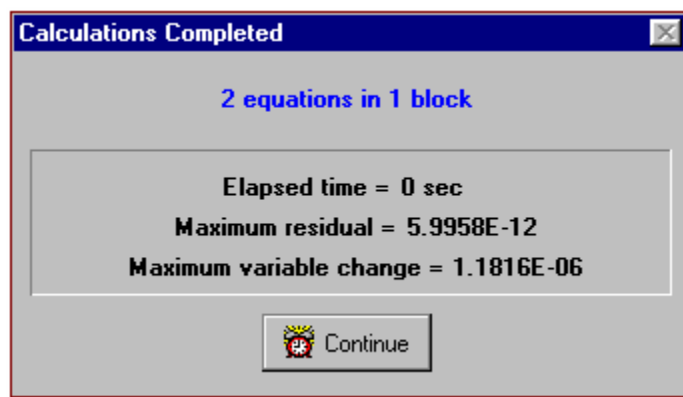 Calculations Completed
2 equations in 1 block
Elapsed time = 0 sec
Maximum residual = 5.9958E-12
Maximum variable change = 1.1816E-06
Continue